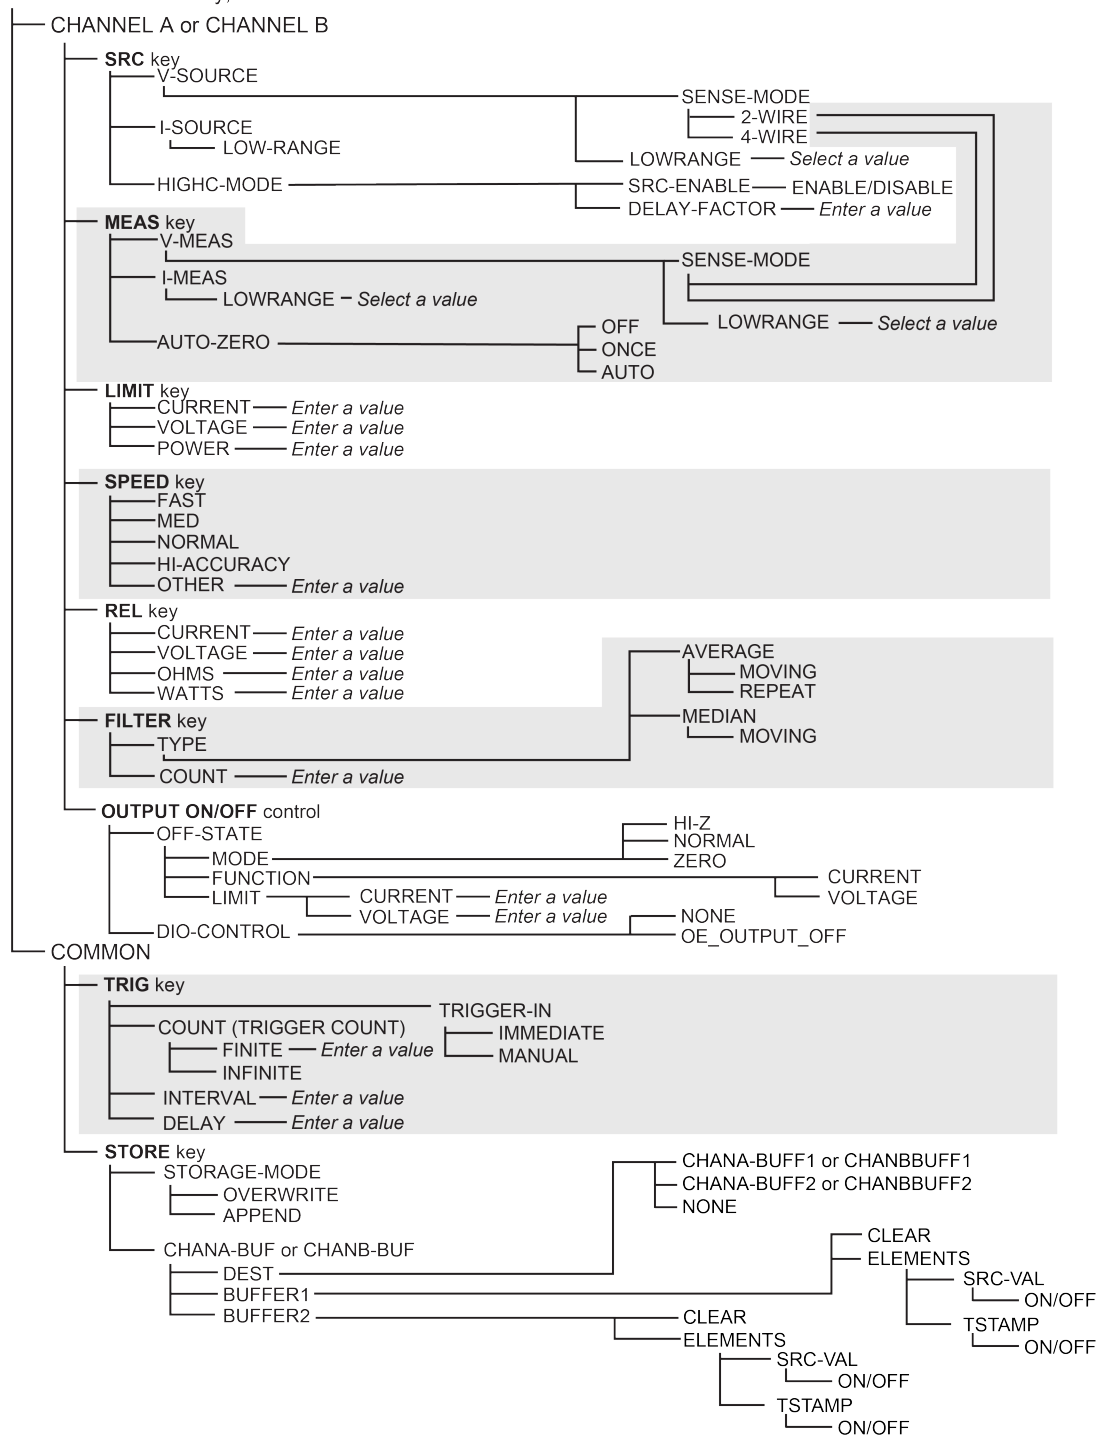 CHANNEL A or CHANNEL B
SRC key
V-SOURCE
SENSE-MODE
2-WIRE
4-WIRE
I-SOURCE
LOW-RANGE
LOWRANGE Select a value
HIGHC-MODE
SRC-ENABLE ENABLE/DISABLE
DELAY-FACTOR Enter a value
MEAS key
V-MEAS
SENSE-MODE
I-MEAS
LOWRANGE Select a value
LOWRANGE Select a value
AUTO-ZERO
OFF
ONCE
AUTO
LIMIT key
CURRENT Enter a value
VOLTAGE Enter a value
POWER Enter a value
SPEED key
FAST
MED
NORMAL
HI-ACCURACY
OTHER Enter a value
REL key
CURRENT Enter a value
VOLTAGE Enter a value
OHMS Enter a value
WATTS Enter a value
FILTER key
TYPE
AVERAGE
MOVING
REPEAT
MEDIAN
MOVING
COUNT Enter a value
OUTPUT ON/OFF control
OFF-STATE
MODE
HI-Z
NORMAL
ZERO
FUNCTION
CURRENT
VOLTAGE
LIMIT
CURRENT Enter a value
VOLTAGE Enter a value
DIO-CONTROL
NONE
OE_OUTPUT_OFF
COMMON
TRIG key
TRIGGER-IN
IMMEDIATE
MANUAL
COUNT (TRIGGER COUNT)
FINITE Enter a value
INFINITE
INTERVAL Enter a value
DELAY Enter a value
STORE key
STORAGE-MODE
OVERWRITE
APPEND
CHANA-BUF or CHANB-BUF
DEST
CHANA-BUFF1 or CHANBBUFF1
CHANA-BUFF2 or CHANBBUFF2
NONE
BUFFER1
CLEAR
ELEMENTS
SRC-VAL
ON/OFF
TSTAMP
ON/OFF
BUFFER2
CLEAR
ELEMENTS
SRC-VAL
ON/OFF
TSTAMP
ON/OFF